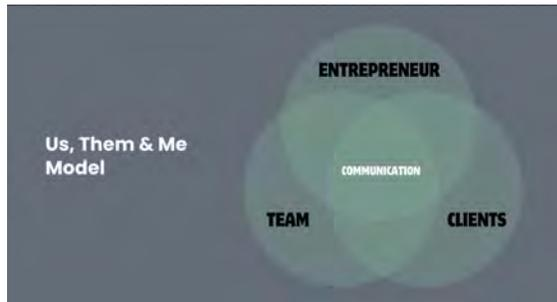 Us, Them & Me
Model
ENTREPRENEUR
COMMUNICATION
TEAM
CLIENTS